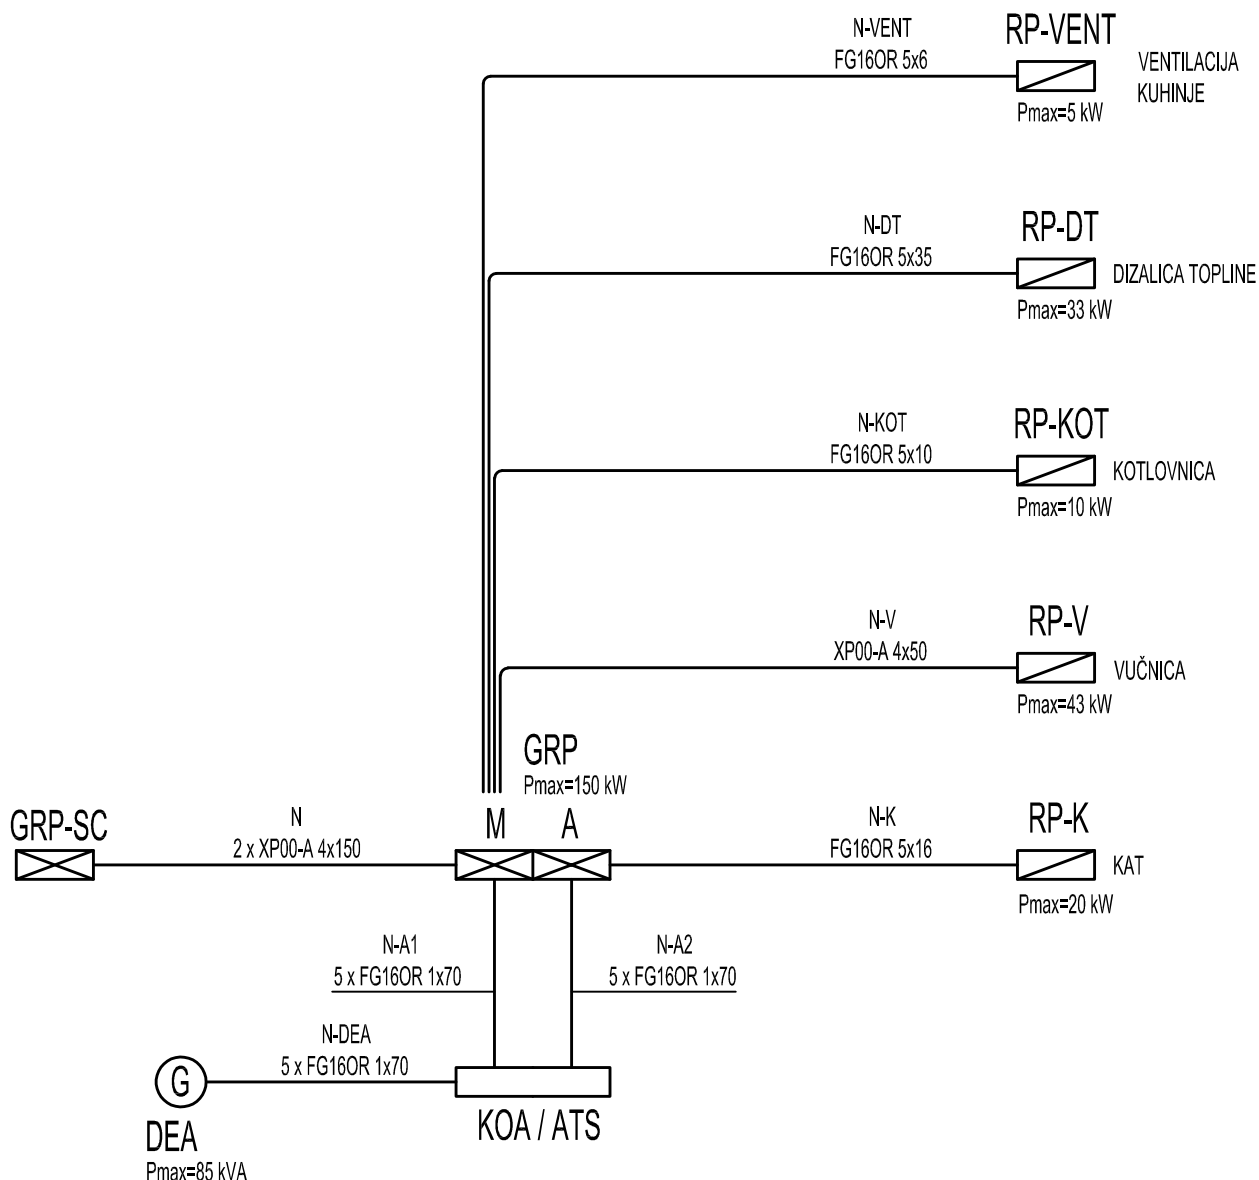 N-VENT
FG16OR 5x6
RP-VENT
VENTILACIJA
KUHINJE
Pmax=5 kW
N-DT
FG16OR 5x35
RP-DT
DIZALICA TOPLINE
Pmax=33 kW
N-KOT
FG16OR 5x10
RP-KOT
KOTLOVNICA
Pmax=10 kW
N-V
XP00-A 4x50
RP-V
VUČNICA
Pmax=43 kW
GRP
Pmax=150 kW
GRP-SC
N
2 x XP00-A 4x150
M
A
N-K
FG16OR 5x16
RP-K
KAT
Pmax=20 kW
N-A1
5 x FG16OR 1x70
N-A2
5 x FG16OR 1x70
N-DEA
5 x FG16OR 1x70
G
DEA
Pmax=85 kVA
KOA / ATS